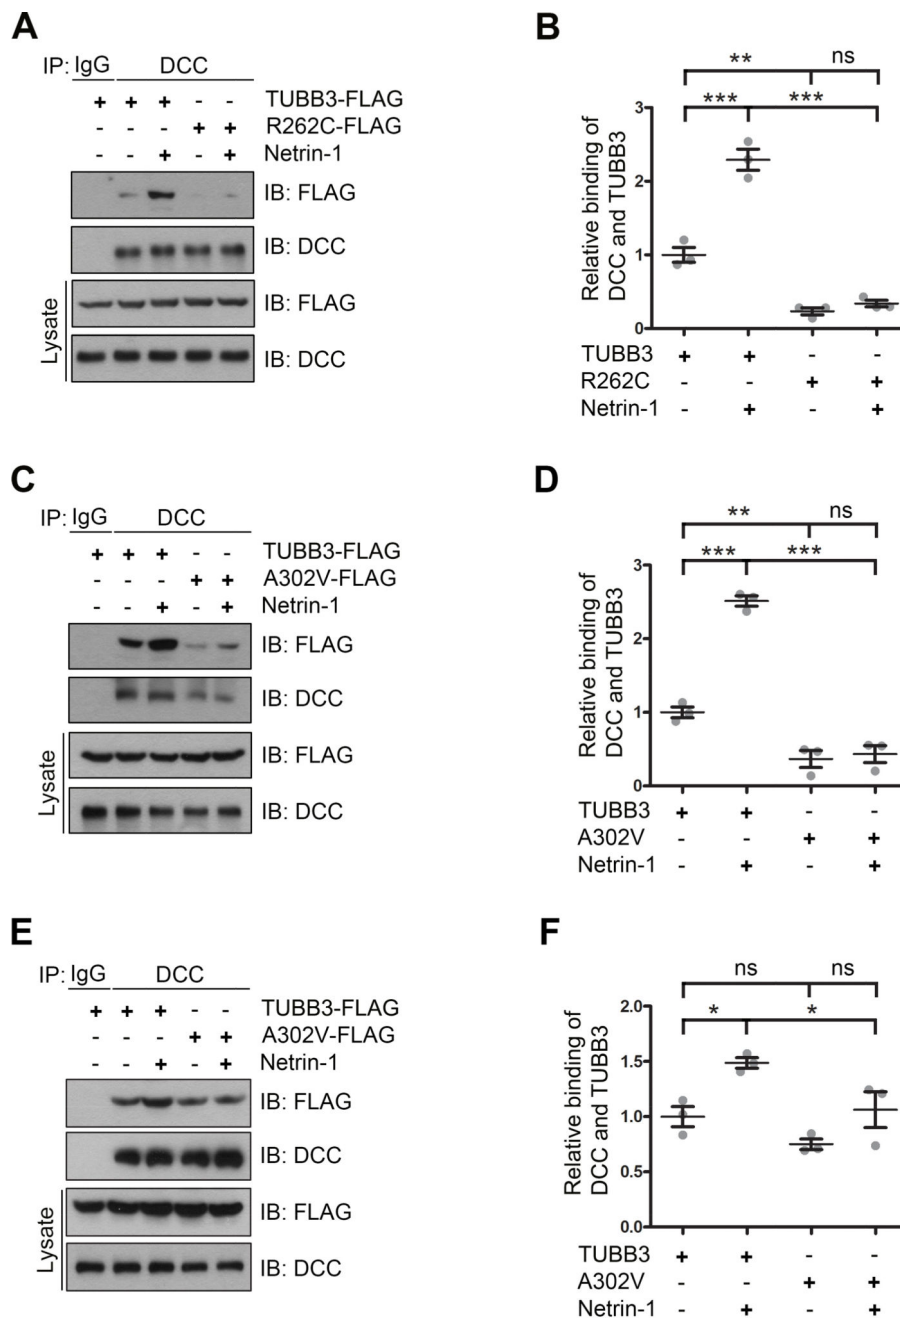 A
IP: IgG DCC
+ + + - - TUBB3-FLAG
- - - + + R262C-FLAG
- - + - + Netrin-1
IB: FLAG
IB: DCC
Lysate
IB: FLAG
IB: DCC
B
** ns
*** ***
Relative binding of
DCC and TUBB3
3
2
1
0
TUBB3 + + - -
R262C - - + +
Netrin-1 - + - +
C
IP: IgG DCC
+ + + - - TUBB3-FLAG
- - - + + A302V-FLAG
- - + - + Netrin-1
IB: FLAG
IB: DCC
Lysate
IB: FLAG
IB: DCC
D
** ns
*** ***
Relative binding of
DCC and TUBB3
3
2
1
0
TUBB3 + + - -
A302V - - + +
Netrin-1 - + - +
E
IP: IgG DCC
+ + + - - TUBB3-FLAG
- - - + + A302V-FLAG
- - + - + Netrin-1
IB: FLAG
IB: DCC
Lysate
IB: FLAG
IB: DCC
F
ns ns
* *
Relative binding of
DCC and TUBB3
2.0
1.5
1.0
0.5
0.0
TUBB3 + + - -
A302V - - + +
Netrin-1 - + - +